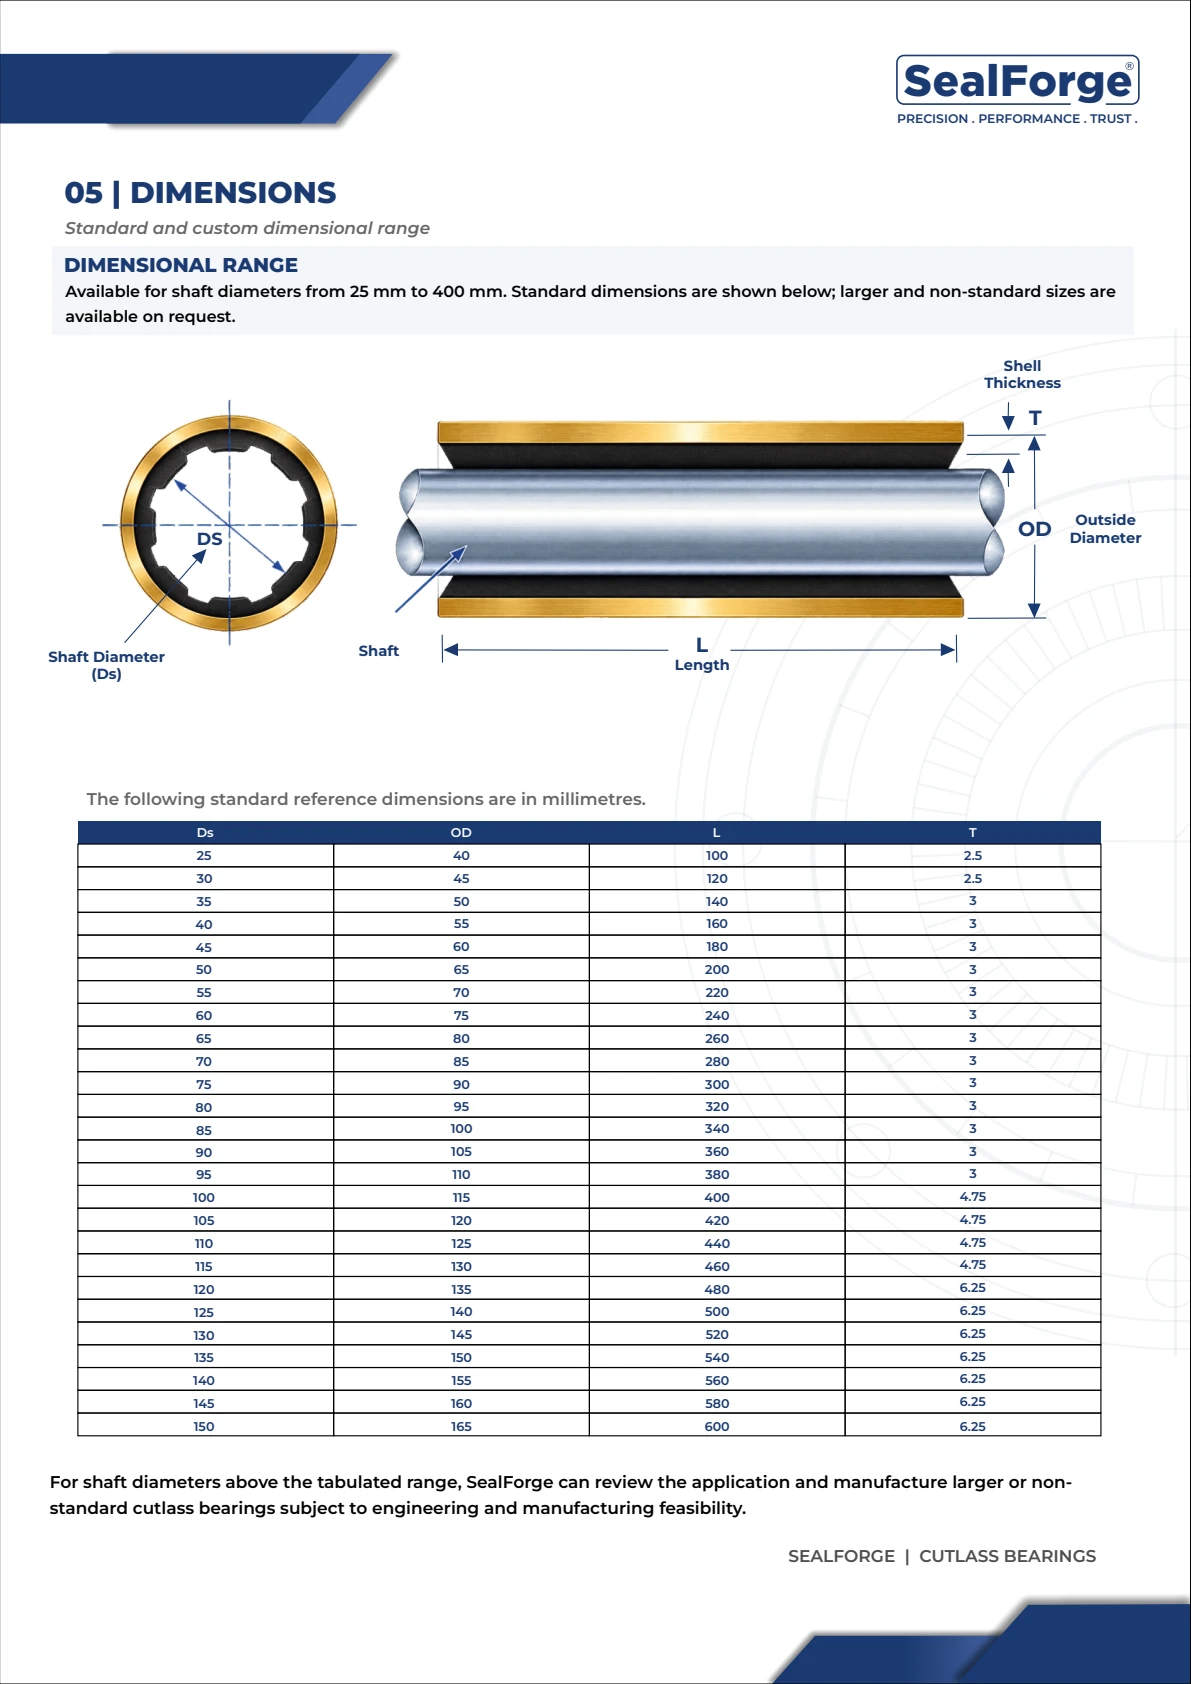 SealForge®
PRECISION . PERFORMANCE . TRUST .
05 | DIMENSIONS
Standard and custom dimensional range
DIMENSIONAL RANGE
Available for shaft diameters from 25 mm to 400 mm. Standard dimensions are shown below; larger and non-standard sizes are
available on request.
Shell
Thickness
T
DS
OD
Outside
Diameter
Shaft Diameter
(Ds)
Shaft
L
Length
The following standard reference dimensions are in millimetres.
Ds OD L T
25 40 100 2.5
30 45 120 2.5
35 50 140 3
40 55 160 3
45 60 180 3
50 65 200 3
55 70 220 3
60 75 240 3
65 80 260 3
70 85 280 3
75 90 300 3
80 95 320 3
85 100 340 3
90 105 360 3
95 110 380 3
100 115 400 4.75
105 120 420 4.75
110 125 440 4.75
115 130 460 4.75
120 135 480 6.25
125 140 500 6.25
130 145 520 6.25
135 150 540 6.25
140 155 560 6.25
145 160 580 6.25
150 165 600 6.25
For shaft diameters above the tabulated range, SealForge can review the application and manufacture larger or non-
standard cutlass bearings subject to engineering and manufacturing feasibility.
SEALFORGE | CUTLASS BEARINGS